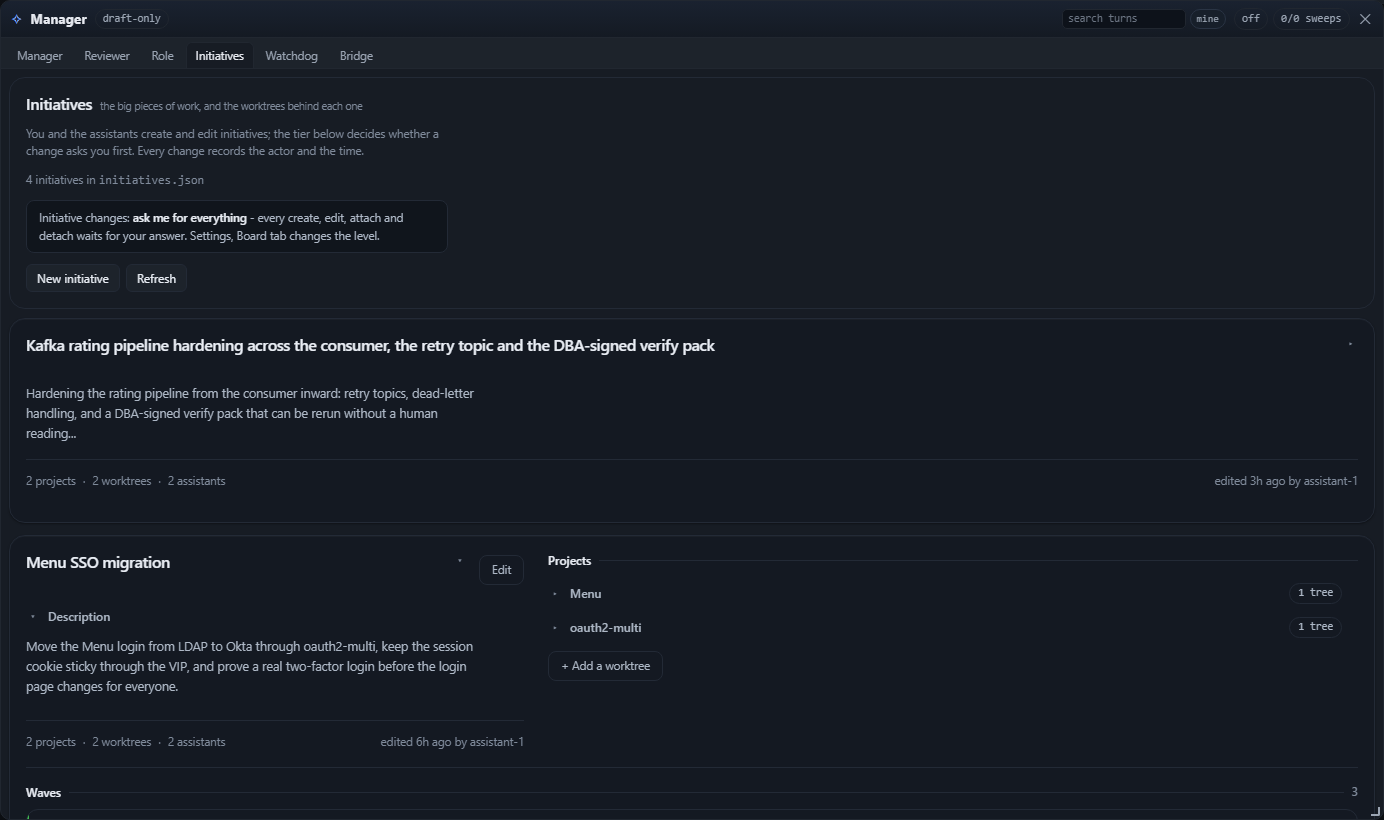 Manager draft-only search turns mine off 0/0 sweeps
Manager Reviewer Role Initiatives Watchdog Bridge
Initiatives the big pieces of work, and the worktrees behind each one
You and the assistants create and edit initiatives; the tier below decides whether a
change asks you first. Every change records the actor and the time.
4 initiatives in initiatives.json
Initiative changes: ask me for everything - every create, edit, attach and
detach waits for your answer. Settings, Board tab changes the level.
New initiative Refresh
Kafka rating pipeline hardening across the consumer, the retry topic and the DBA-signed verify pack
Hardening the rating pipeline from the consumer inward: retry topics, dead-letter
handling, and a DBA-signed verify pack that can be rerun without a human
reading...
2 projects · 2 worktrees · 2 assistants edited 3h ago by assistant-1
Menu SSO migration Edit
Description
Move the Menu login from LDAP to Okta through oauth2-multi, keep the session
cookie sticky through the VIP, and prove a real two-factor login before the login
page changes for everyone.
2 projects · 2 worktrees · 2 assistants edited 6h ago by assistant-1
Projects
Menu 1 tree
oauth2-multi 1 tree
+ Add a worktree
Waves 3